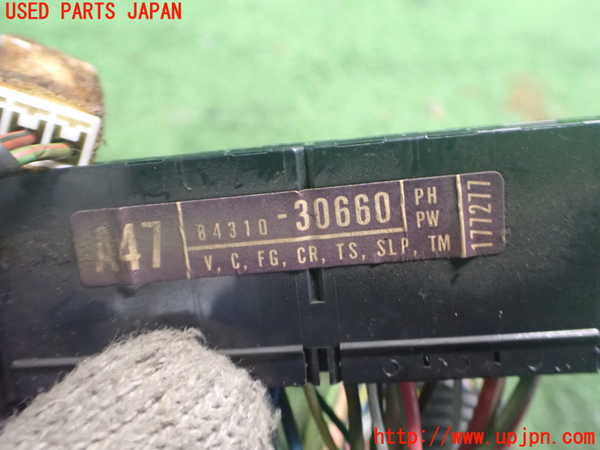 USED PARTS JAPAN
A47
84310-30660
V, C, FG, CR, TS, SLP, TM
PH
PW
177277
http://www.upjpn.com/